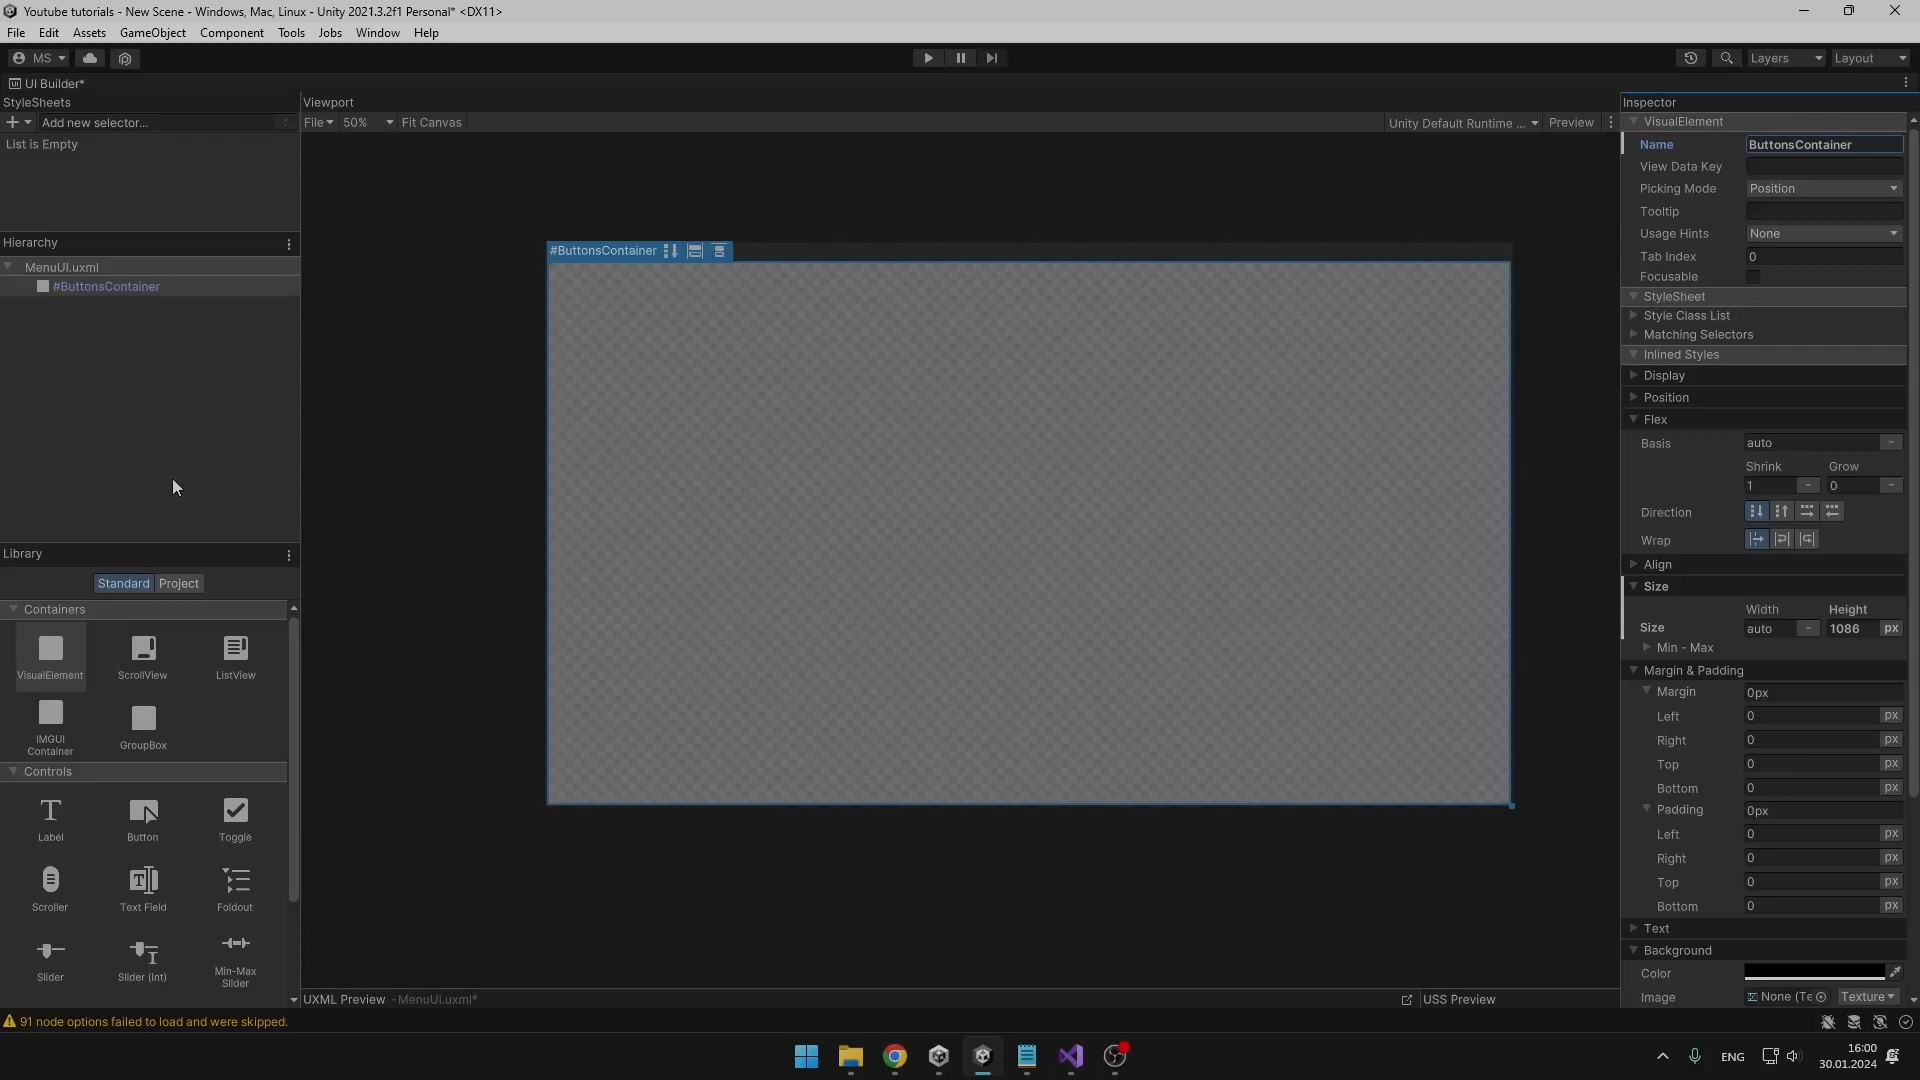 Youtube tutorials - New Scene - Windows, Mac, Linux - Unity 2021.3.2f1 Personal* <DX11>
File Edit Assets GameObject Component Tools Jobs Window Help
MS
Layers Layout
UI Builder*
StyleSheets
Add new selector...
List is Empty
Hierarchy
MenuUI.uxml
#ButtonsContainer
Library
Standard Project
Containers
VisualElement ScrollView ListView
IMGUI Container GroupBox
Controls
Label Button Toggle
Scroller Text Field Foldout
Slider Slider (Int) Min-Max Slider
Viewport
File 50% Fit Canvas
Unity Default Runtime ... Preview
#ButtonsContainer
UXML Preview - MenuUI.uxml*
USS Preview
Inspector
VisualElement
Name ButtonsContainer
View Data Key
Picking Mode Position
Tooltip
Usage Hints None
Tab Index 0
Focusable
StyleSheet
Style Class List
Matching Selectors
Inlined Styles
Display
Position
Flex
Basis auto -
Shrink Grow
1 - 0 -
Direction
Wrap
Align
Size
Width Height
Size auto - 1086 px
Min - Max
Margin & Padding
Margin 0px
Left 0 px
Right 0 px
Top 0 px
Bottom 0 px
Padding 0px
Left 0 px
Right 0 px
Top 0 px
Bottom 0 px
Text
Background
Color
Image None (Te Texture
91 node options failed to load and were skipped.
ENG
16:00
30.01.2024